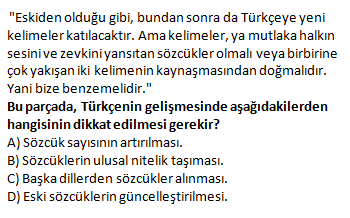 "Eskiden olduğu gibi, bundan sonra da Türkçeye yeni
kelimeler katılacaktır. Ama kelimeler, ya mutlaka halkın
sesini ve zevkini yansıtan sözcükler olmalı veya birbirine
çok yakışan iki kelimenin kaynaşmasından doğmalıdır.
Yani bize benzemelidir."
Bu parçada, Türkçenin gelişmesinde aşağıdakilerden
hangisinin dikkat edilmesi gerekir?
A) Sözcük sayısının artırılması.
B) Sözcüklerin ulusal nitelik taşıması.
C) Başka dillerden sözcükler alınması.
D) Eski sözcüklerin güncelleştirilmesi.